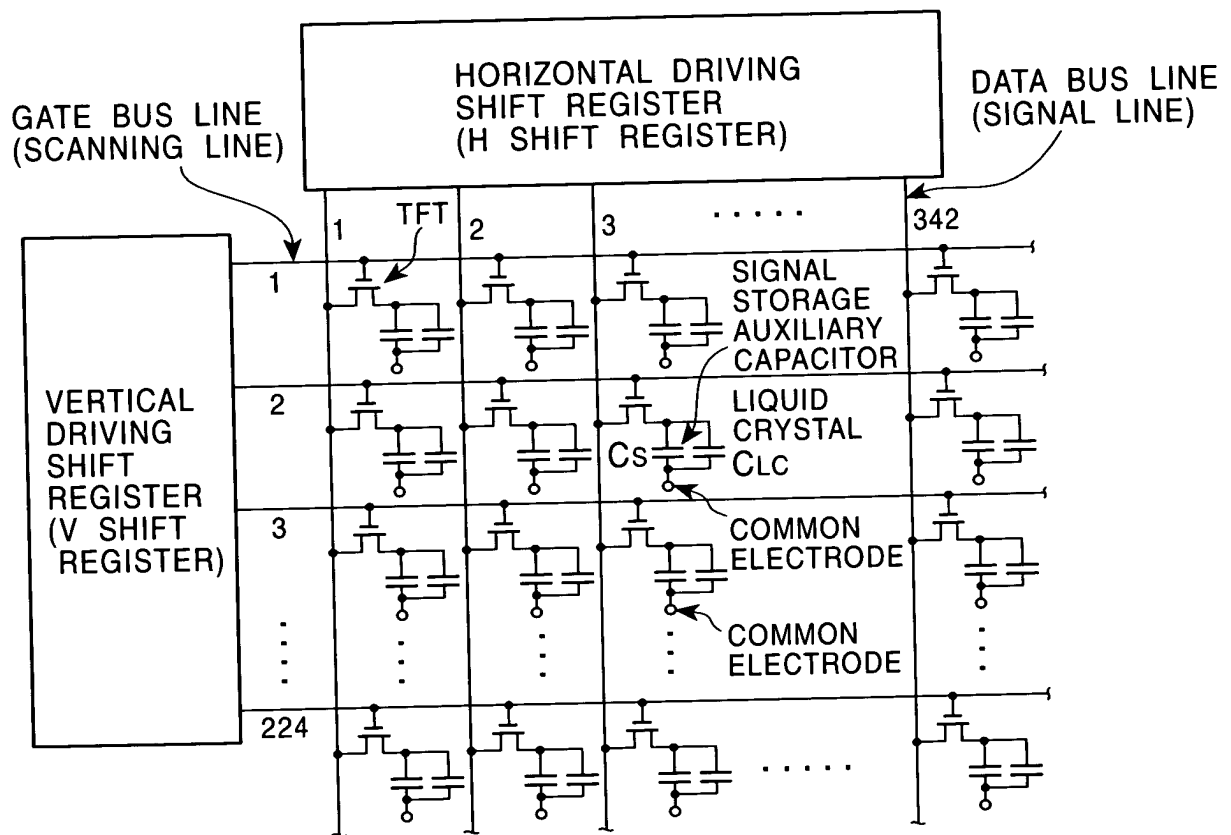 HORIZONTAL DRIVING
SHIFT REGISTER
(H SHIFT REGISTER)
DATA BUS LINE
(SIGNAL LINE)
GATE BUS LINE
(SCANNING LINE)
1
TFT
2
3
.....
342
1
SIGNAL
STORAGE
AUXILIARY
CAPACITOR
2
LIQUID
CRYSTAL
CLC
CS
VERTICAL
DRIVING
SHIFT
REGISTER
(V SHIFT
REGISTER)
3
COMMON
ELECTRODE
COMMON
ELECTRODE
224
.....